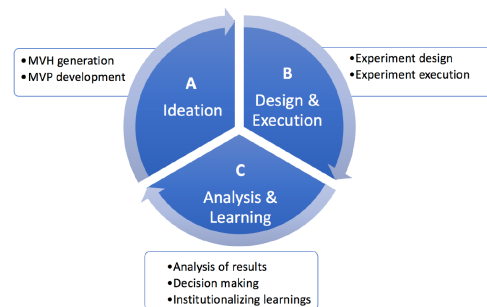 •MVH generation
•MVP development
A
Ideation
B
Design &
Execution
•Experiment design
•Experiment execution
C
Analysis &
Learning
•Analysis of results
•Decision making
•Institutionalizing learnings